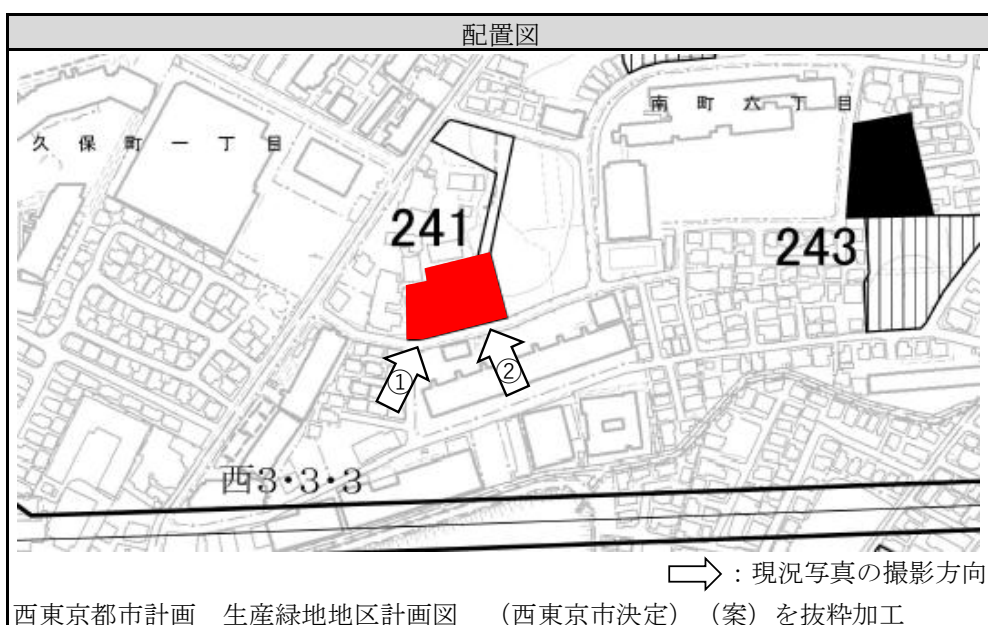 配置図
久保町一丁目
南町六丁目
241
243
①
②
西3・3・3
：現況写真の撮影方向
西東京都市計画　生産緑地地区計画図　（西東京市決定）（案）を抜粋加工